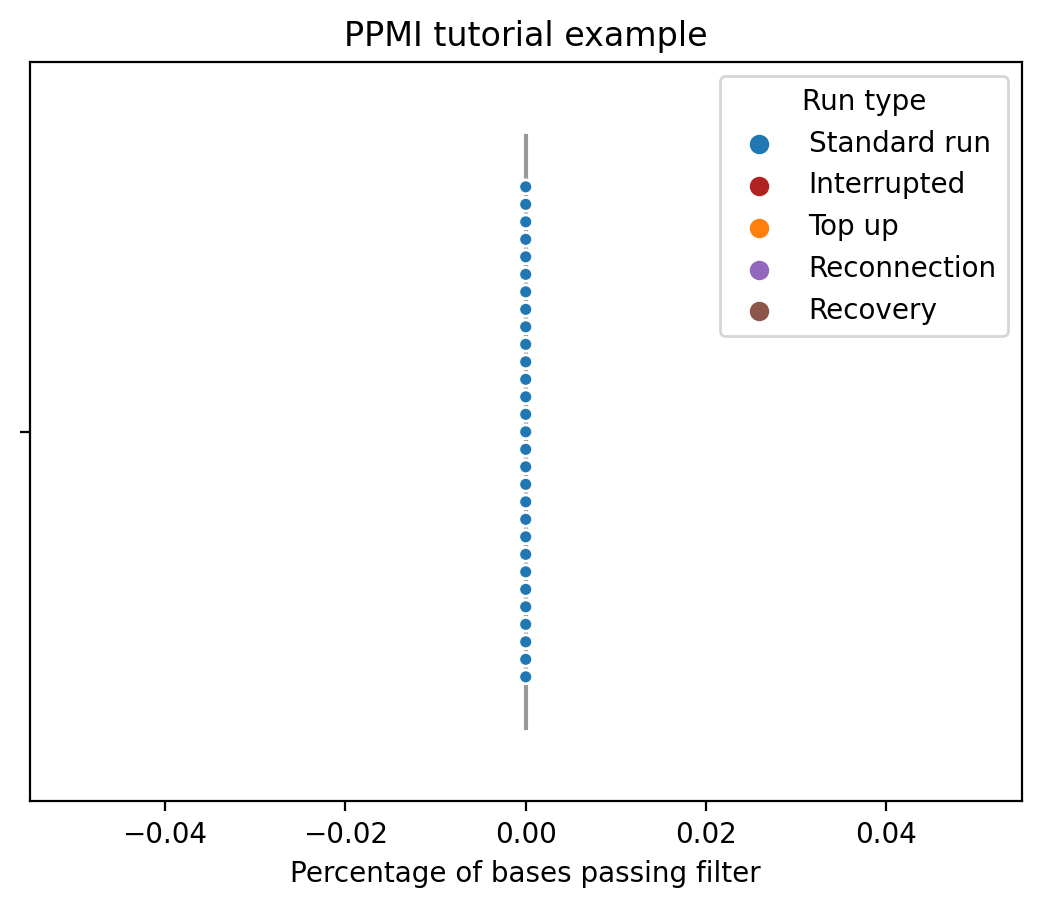 PPMI tutorial example
Run type
Standard run
Interrupted
Top up
Reconnection
Recovery
−0.04 −0.02 0.00 0.02 0.04
Percentage of bases passing filter